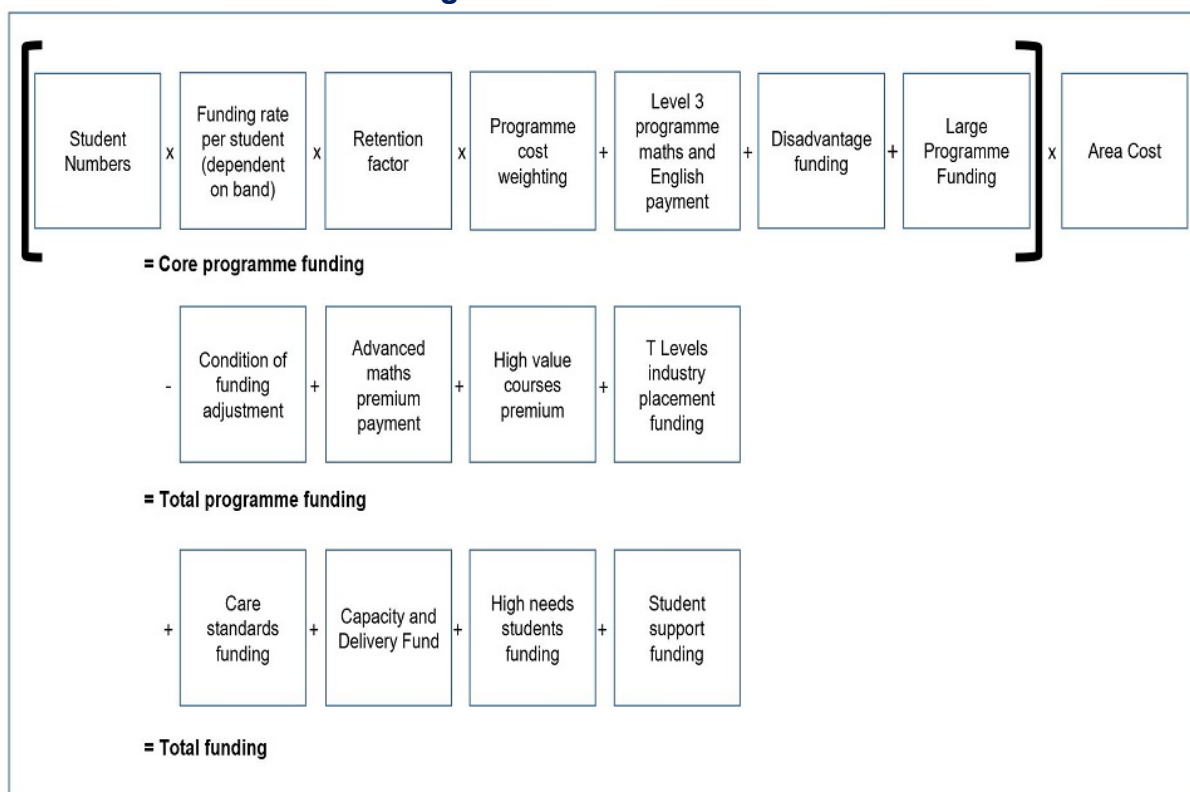 Student
Numbers
x
Funding rate
per student
(dependent
on band)
x
Retention
factor
x
Programme
cost
weighting
+
Level 3
programme
maths and
English
payment
+
Disadvantage
funding
+
Large
Programme
Funding
x
Area Cost
= Core programme funding
-
Condition of
funding
adjustment
+
Advanced
maths
premium
payment
+
High value
courses
premium
+
T Levels
industry
placement
funding
= Total programme funding
+
Care
standards
funding
+
Capacity and
Delivery Fund
+
High needs
students
funding
+
Student
support
funding
= Total funding